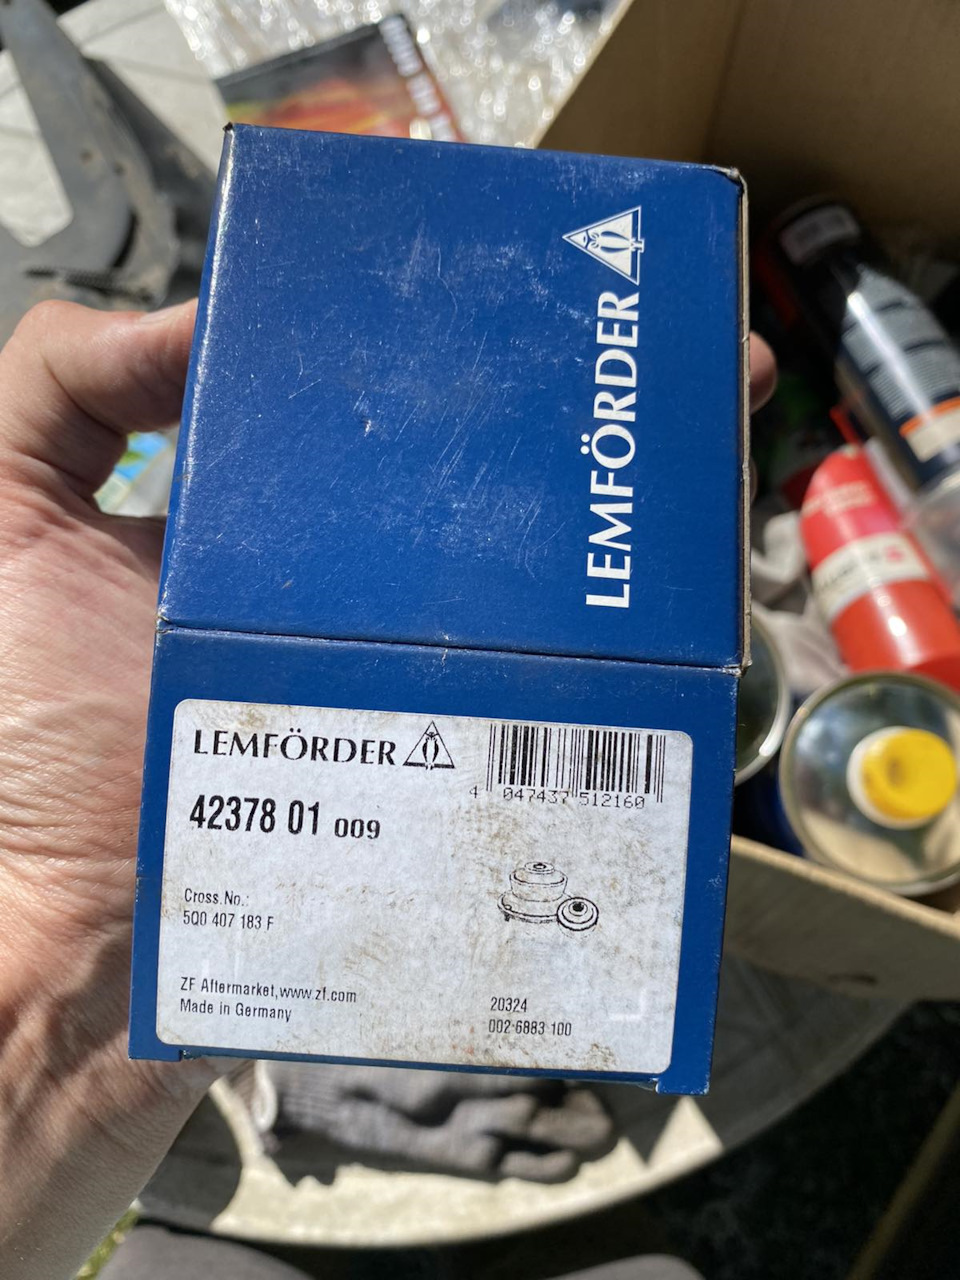 LEMFÖRDER
LEMFÖRDER
4 047437 512160
42378 01 009
Cross.No.:
5Q0 407 183 F
ZF Aftermarket,www.zf.com
Made in Germany
20324
002 6883 100